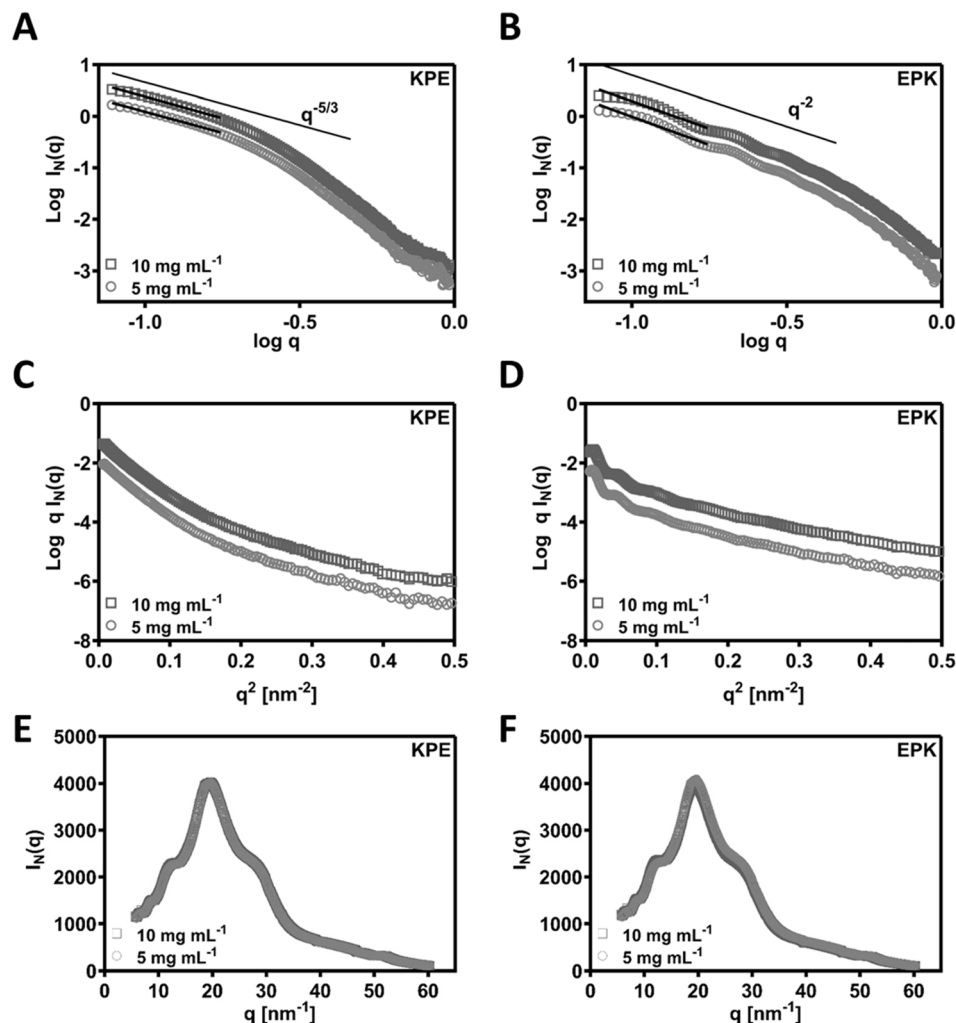 A
KPE
q-5/3
Log IN(q)
1
0
-1
-2
-3
10 mg mL-1
5 mg mL-1
-1.0
-0.5
0.0
log q
B
EPK
q-2
Log IN(q)
1
0
-1
-2
-3
10 mg mL-1
5 mg mL-1
-1.0
-0.5
0.0
log q
C
KPE
Log q IN(q)
0
-2
-4
-6
-8
10 mg mL-1
5 mg mL-1
0.0
0.1
0.2
0.3
0.4
0.5
q2 [nm-2]
D
EPK
Log q IN(q)
0
-2
-4
-6
-8
10 mg mL-1
5 mg mL-1
0.0
0.1
0.2
0.3
0.4
0.5
q2 [nm-2]
E
KPE
IN(q)
5000
4000
3000
2000
1000
0
10 mg mL-1
5 mg mL-1
0
10
20
30
40
50
60
q [nm-1]
F
EPK
IN(q)
5000
4000
3000
2000
1000
0
10 mg mL-1
5 mg mL-1
0
10
20
30
40
50
60
q [nm-1]